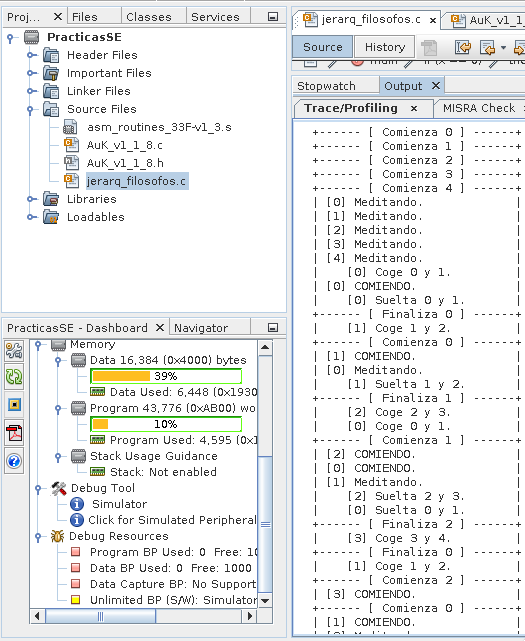 Proj...
Files
Classes
Services
PracticasSE
Header Files
Important Files
Linker Files
Source Files
asm_routines_33F-v1_3.s
AuK_v1_1_8.c
AuK_v1_1_8.h
jerarq_filosofos.c
Libraries
Loadables
PracticasSE - Dashboard
Navigator
Memory
Data 16,384 (0x4000) bytes
39%
Data Used: 6,448 (0x1930
Program 43,776 (0xAB00) wo
10%
Program Used: 4,595 (0x1
Stack Usage Guidance
Stack: Not enabled
Debug Tool
Simulator
Click for Simulated Peripheral
Debug Resources
Program BP Used: 0 Free: 10
Data BP Used: 0 Free: 1000
Data Capture BP: No Support
Unlimited BP (S/W): Simulator
jerarq_filosofos.c
AuK_v1_1
Source
History
Stopwatch
Output
Trace/Profiling
MISRA Check
+------ [ Comienza 0 ] ------+
+------ [ Comienza 1 ] ------+
+------ [ Comienza 2 ] ------+
+------ [ Comienza 3 ] ------+
+------ [ Comienza 4 ] ------+
| [0] Meditando. |
| [1] Meditando. |
| [2] Meditando. |
| [3] Meditando. |
| [4] Meditando. |
| [0] Coge 0 y 1. |
| [0] COMIENDO. |
| [0] Suelta 0 y 1. |
+------ [ Finaliza 0 ] ------+
| [1] Coge 1 y 2. |
+------ [ Comienza 0 ] ------+
| [1] COMIENDO. |
| [0] Meditando. |
| [1] Suelta 1 y 2. |
+------ [ Finaliza 1 ] ------+
| [2] Coge 2 y 3. |
| [0] Coge 0 y 1. |
+------ [ Comienza 1 ] ------+
| [2] COMIENDO. |
| [0] COMIENDO. |
| [1] Meditando. |
| [2] Suelta 2 y 3. |
| [0] Suelta 0 y 1. |
+------ [ Finaliza 2 ] ------+
| [3] Coge 3 y 4. |
+------ [ Finaliza 0 ] ------+
| [1] Coge 1 y 2. |
+------ [ Comienza 2 ] ------+
| [3] COMIENDO. |
+------ [ Comienza 0 ] ------+
| [1] COMIENDO. |